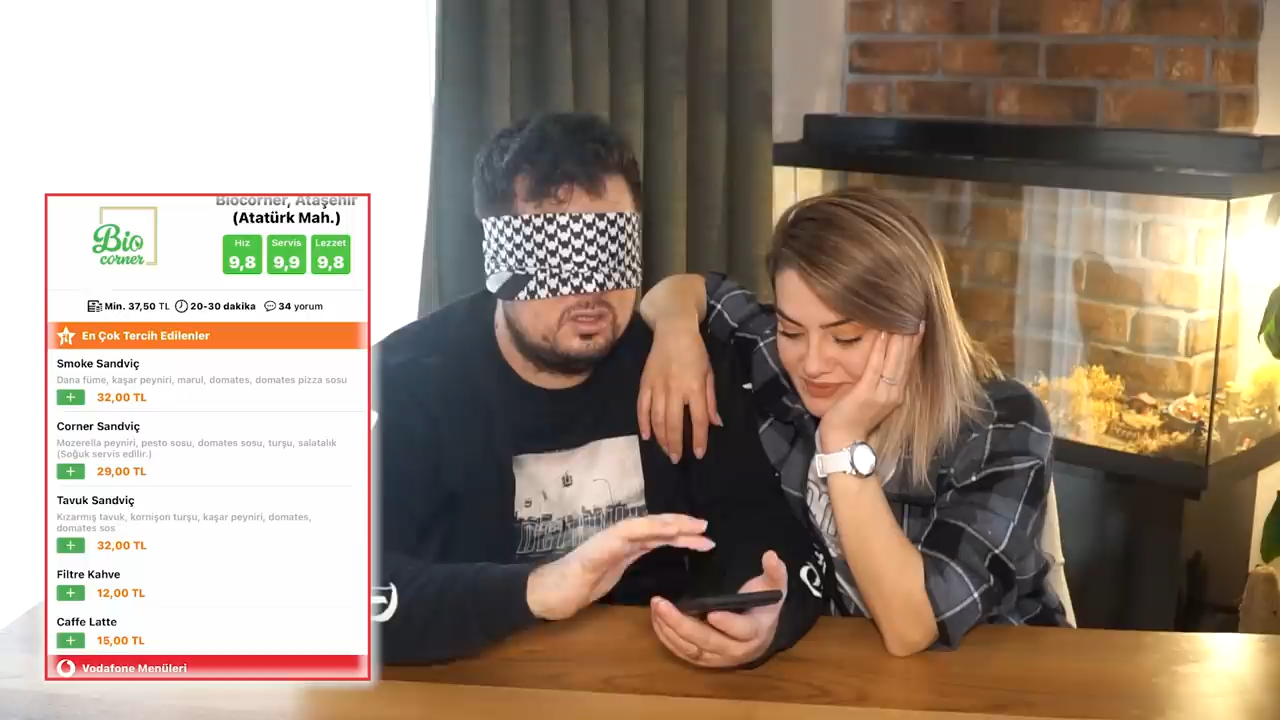 Bio
corner
Biocorner, Ataşehir
(Atatürk Mah.)
Hız
Servis
Lezzet
9,8
9,9
9,8
Min. 37,50 TL
20-30 dakika
34 yorum
En Çok Tercih Edilenler
Smoke Sandviç
Dana füme, kaşar peyniri, marul, domates, domates pizza sosu
32,00 TL
Corner Sandviç
Mozerella peyniri, pesto sosu, domates sosu, turşu, salatalık
(Soğuk servis edilir.)
29,00 TL
Tavuk Sandviç
Kızarmış tavuk, kornişon turşu, kaşar peyniri, domates,
domates sos
32,00 TL
Filtre Kahve
12,00 TL
Caffe Latte
15,00 TL
Vodafone Menüleri